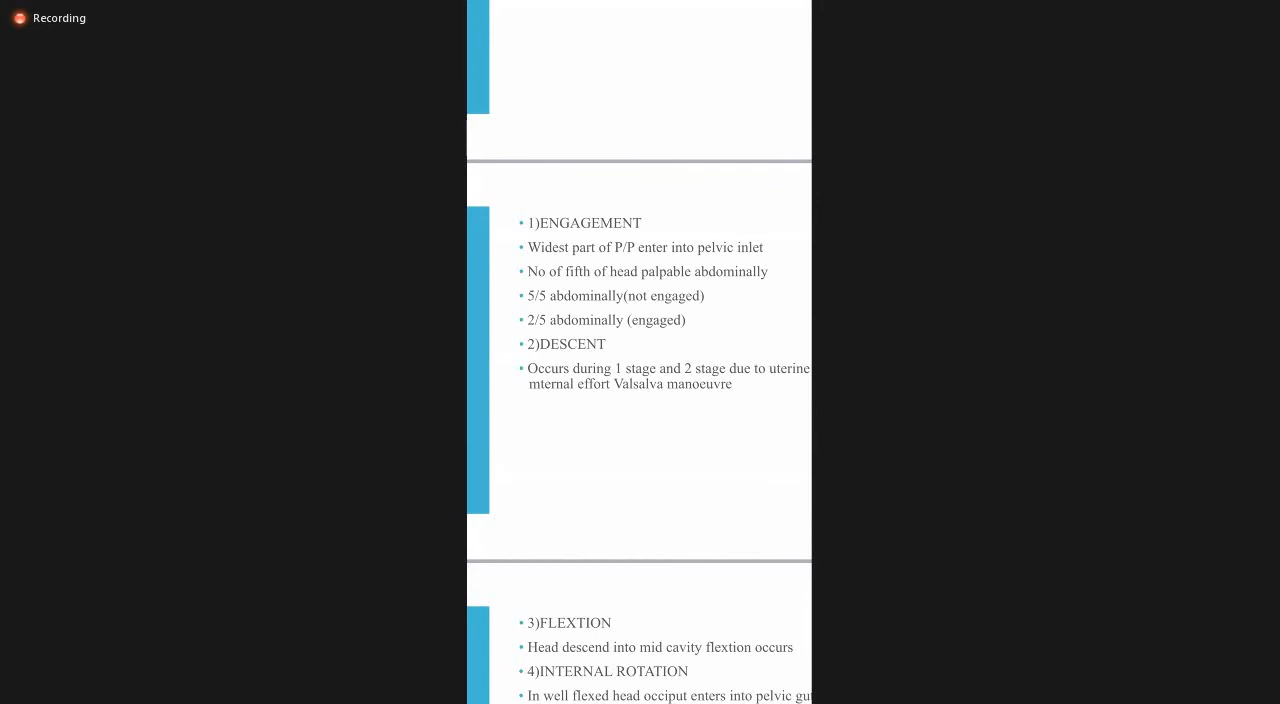 Recording
• 1)ENGAGEMENT
• Widest part of P/P enter into pelvic inlet
• No of fifth of head palpable abdominally
• 5/5 abdominally(not engaged)
• 2/5 abdominally (engaged)
• 2)DESCENT
• Occurs during 1 stage and 2 stage due to uterine
mternal effort Valsalva manoeuvre
• 3)FLEXTION
• Head descend into mid cavity flextion occurs
• 4)INTERNAL ROTATION
• In well flexed head occiput enters into pelvic